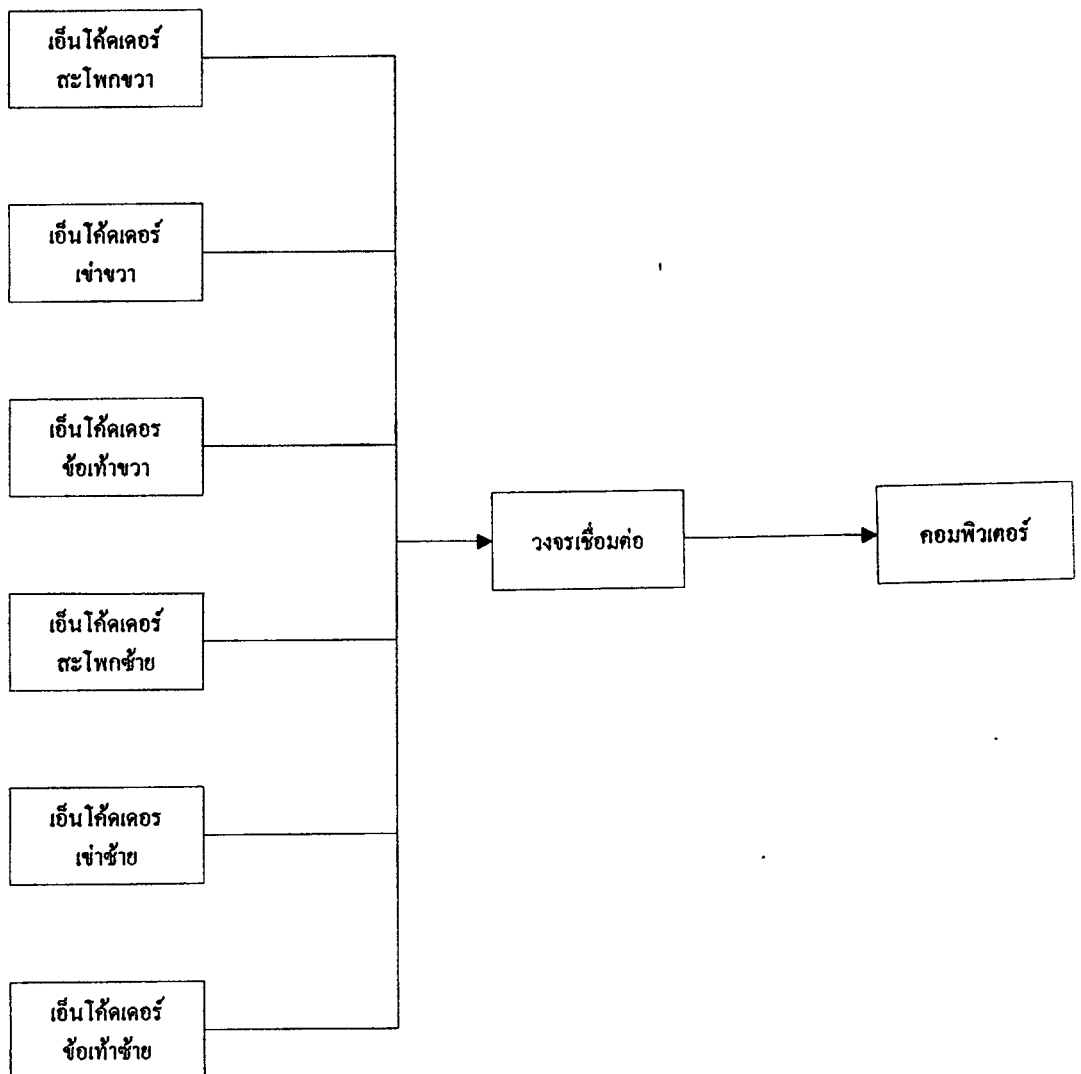 เอ็นโค้ดเดอร์
สะโพกขวา
เอ็นโค้ดเดอร์
เข่าขวา
เอ็นโค้ดเดอร
ข้อเท้าขวา
วงจรเชื่อมต่อ
คอมพิวเตอร์
เอ็นโค้ดเดอร์
สะโพกซ้าย
เอ็นโค้ดเดอร
เข่าซ้าย
เอ็นโค้ดเดอร์
ข้อเท้าซ้าย